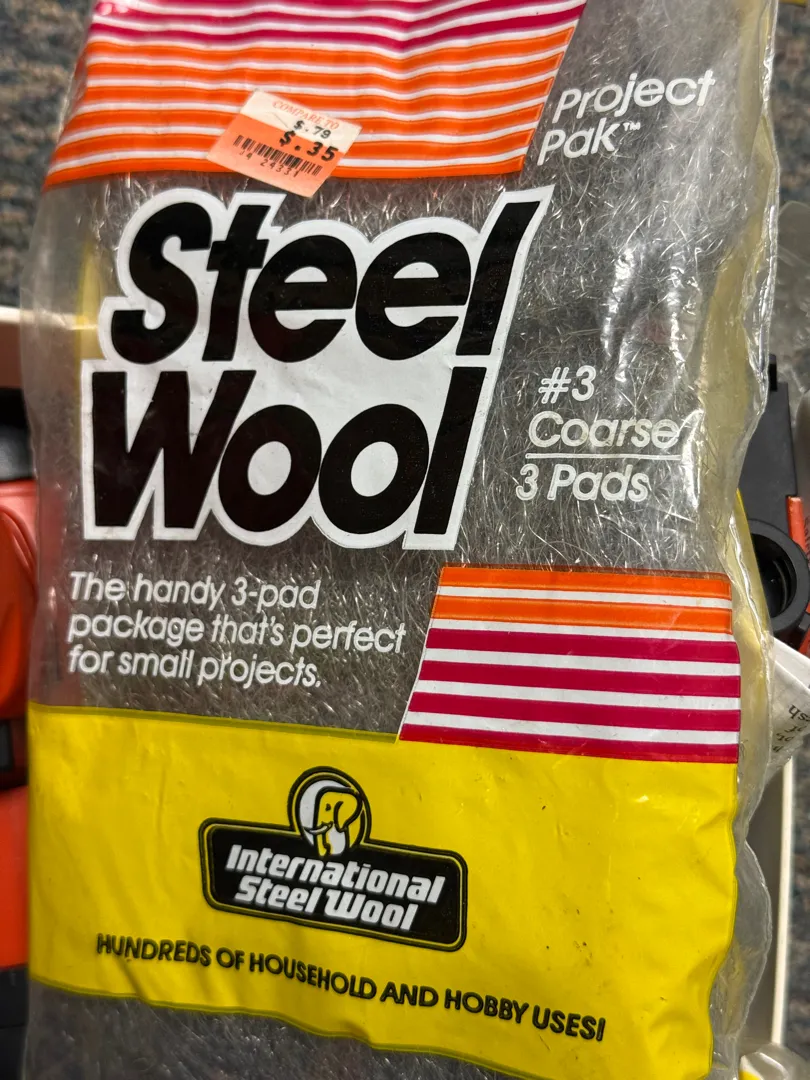 COMPARE TO
$.79
$.35
Project
Pak™
Steel
Wool
#3
Coarse
3 Pads
The handy 3-pad
package that's perfect
for small projects.
International
Steel Wool
HUNDREDS OF HOUSEHOLD AND HOBBY USES!